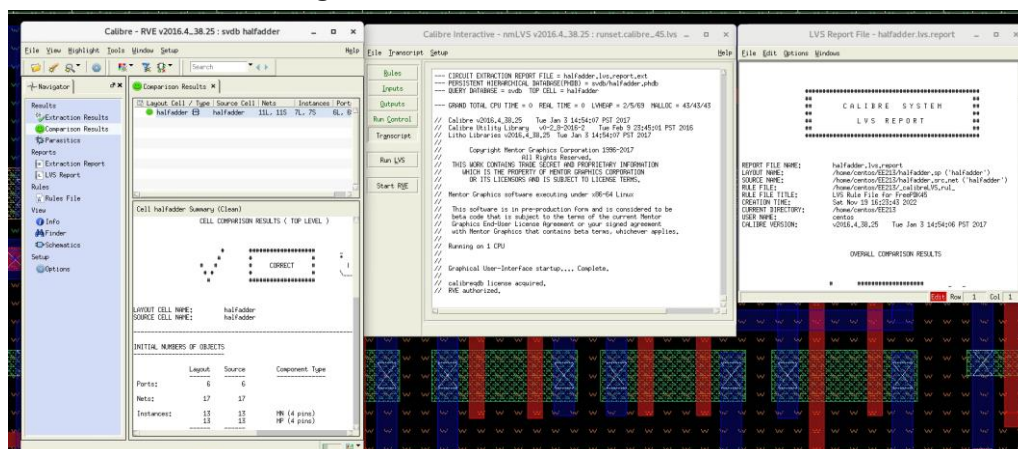 Calibre - RVE v2016.4_38.25 : svdb halfadder
File View Highlight Tools Window Setup Help
Search
Navigator
Results
Extraction Results
Comparison Results
Parasitics
Reports
Extraction Report
LVS Report
Rules
Rules File
View
Info
Finder
Schematics
Setup
Options
Comparison Results
Layout Cell / Type Source Cell Nets Instances Port
halfadder halfadder 11L, 11S 7L, 7S
Cell halfadder Summary (Clean)
CELL COMPARISON RESULTS ( TOP LEVEL )
CORRECT
LAYOUT CELL NAME: halfadder
SOURCE CELL NAME: halfadder
INITIAL NUMBERS OF OBJECTS
Layout Source Component Type
Ports: 6 6
Nets: 17 17
Instances: 13 13 MN (4 pins)
13 13 MP (4 pins)
Calibre Interactive - nmLVS v2016.4_38.25 : runset.calibre_45.lvs
File Transcript Setup Help
Rules
Inputs
Outputs
Run Control
Transcript
Run LVS
Start RVE
--- CIRCUIT EXTRACTION REPORT FILE = halfadder.lvs.report.ext
--- PERSISTENT HIERARCHICAL DATABASE(PHDB) = svdb/halfadder.phdb
--- QUERY DATABASE = svdb TOP CELL = halfadder
--- GRAND TOTAL CPU TIME = 0 REAL TIME = 0 LVHEAP = 2/5/69 MALLOC = 43/43/43
// Calibre v2016.4_38.25 Tue Jan 3 14:54:07 PST 2017
// Calibre Utility Library v0-2_8-2016-2 Tue Feb 9 23:45:01 PST 2016
// Litho Libraries v2016.4_38.25 Tue Jan 3 14:54:07 PST 2017
//
// Copyright Mentor Graphics Corporation 1996-2017
// All Rights Reserved.
// THIS WORK CONTAINS TRADE SECRET AND PROPRIETARY INFORMATION
// WHICH IS THE PROPERTY OF MENTOR GRAPHICS CORPORATION
// OR ITS LICENSORS AND IS SUBJECT TO LICENSE TERMS.
//
// Mentor Graphics software executing under x86-64 Linux
//
// This software is in pre-production form and is considered to be
// beta code that is subject to the terms of the current Mentor
// Graphics End-User License Agreement or your signed agreement
// with Mentor Graphics that contains beta terms, whichever applies.
//
// Running on 1 CPU
//
//
// Graphical User-Interface startup.... Complete.
//
// calibreqdb license acquired.
// RVE authorized.
LVS Report File - halfadder.lvs.report
File Edit Options Windows
## CALIBRE SYSTEM ##
## LVS REPORT ##
REPORT FILE NAME: halfadder.lvs.report
LAYOUT NAME: /home/centos/EE213/halfadder.sp ('halfadder')
SOURCE NAME: /home/centos/EE213/halfadder.src.net ('halfadder')
RULE FILE: /home/centos/EE213/_calibreLVS.rul_
RULE FILE TITLE: LVS Rule File for FreePDK45
CREATION TIME: Sat Nov 19 16:23:43 2022
CURRENT DIRECTORY: /home/centos/EE213
USER NAME: centos
CALIBRE VERSION: v2016.4_38.25 Tue Jan 3 14:54:06 PST 2017
OVERALL COMPARISON RESULTS
Edit Row 1 Col 1